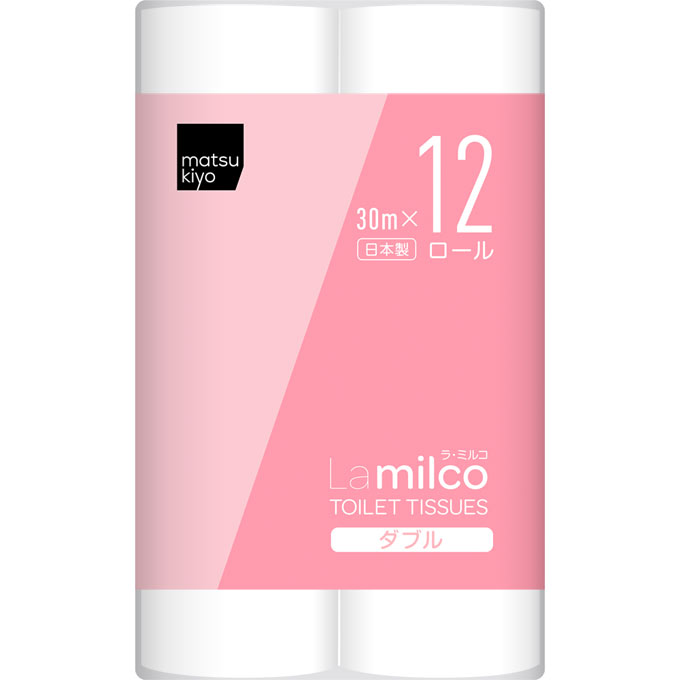 matsu
kiyo
30m×12
日本製 ロール
ラ・ミルコ
La milco
TOILET TISSUES
ダブル